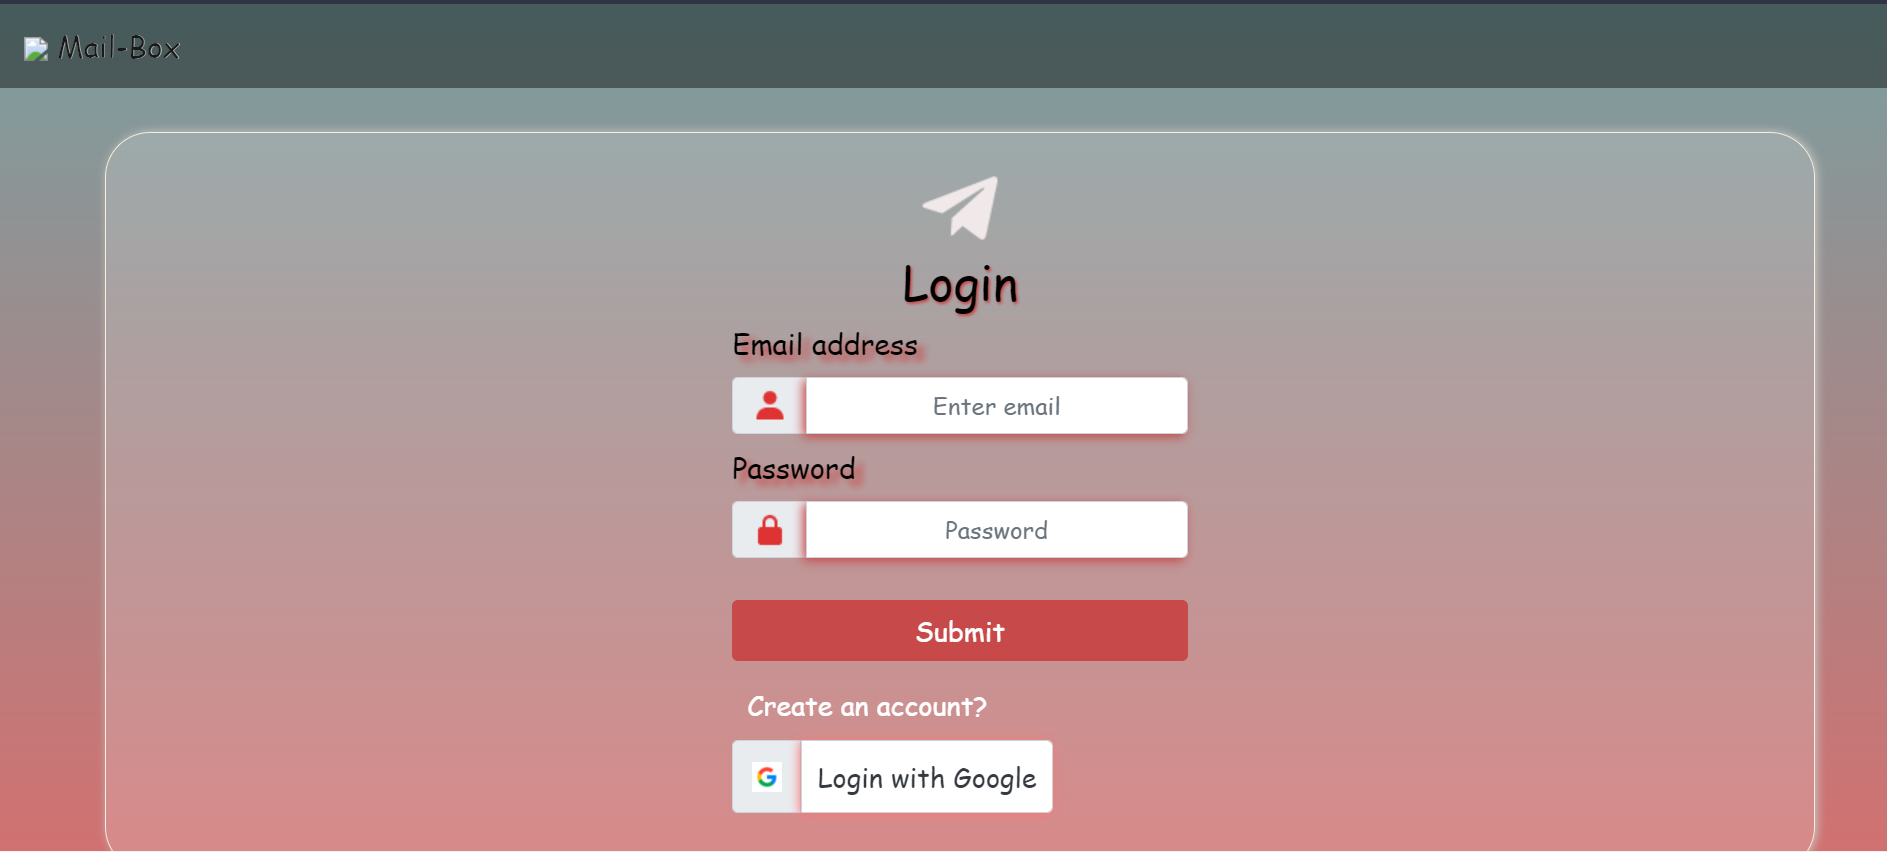 Mail-Box
Login
Email address
Enter email
Password
Password
Submit
Create an account?
Login with Google